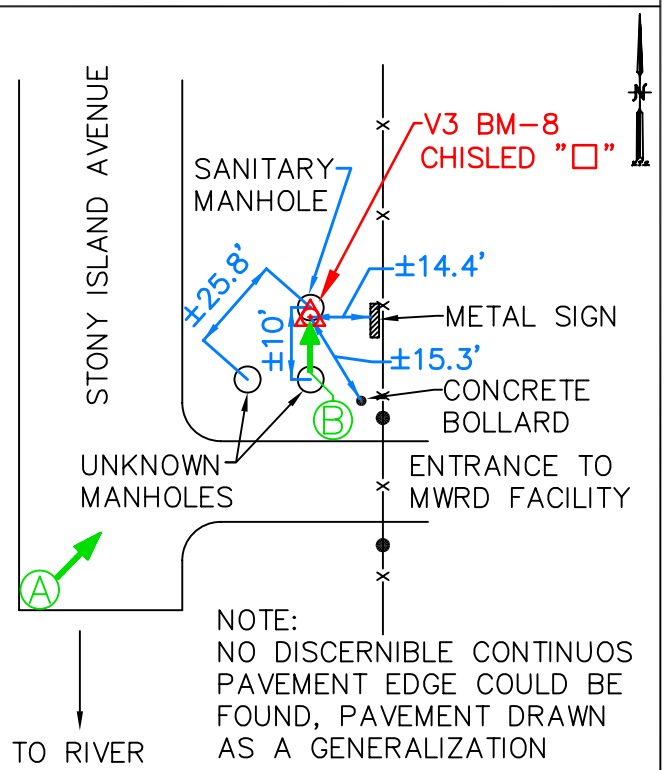 STONY ISLAND AVENUE
N
V3 BM-8
CHISLED "□"
SANITARY
MANHOLE
±25.8'
±14.4'
±10'
METAL SIGN
±15.3'
CONCRETE
BOLLARD
B
UNKNOWN
MANHOLES
ENTRANCE TO
MWRD FACILITY
A
NOTE:
NO DISCERNIBLE CONTINUOS
PAVEMENT EDGE COULD BE
FOUND, PAVEMENT DRAWN
AS A GENERALIZATION
TO RIVER